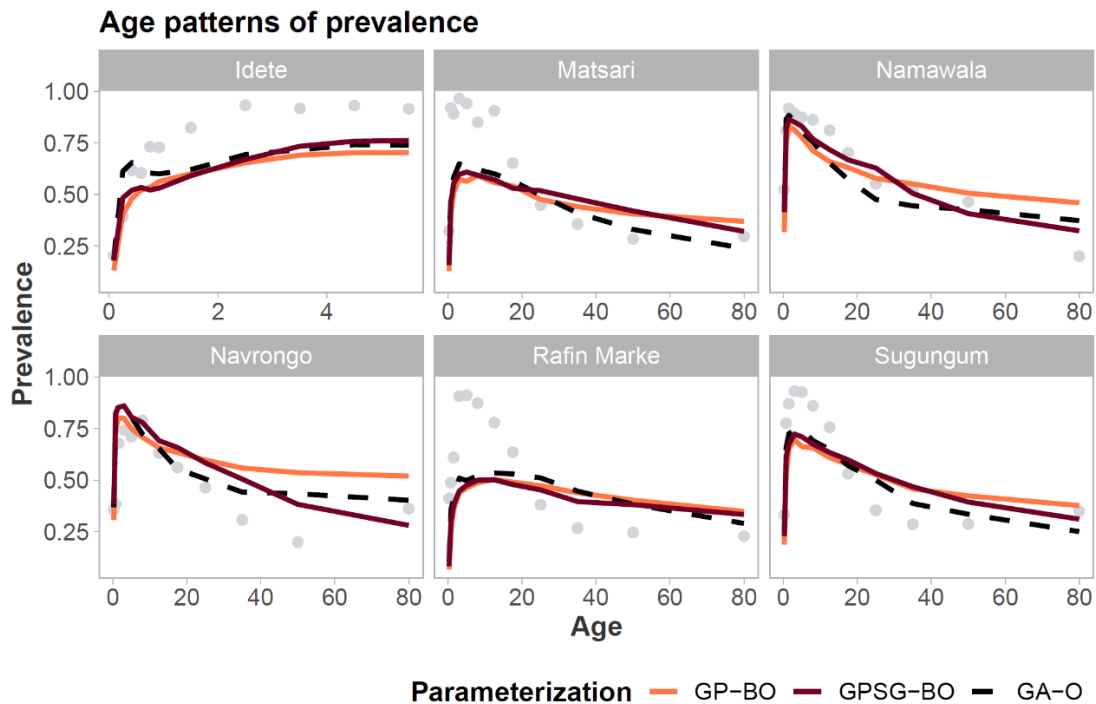 Age patterns of prevalence
Idete Matsari Namawala
1.00
0.75
0.50
0.25
0 2 4 0 20 40 60 80 0 20 40 60 80
Prevalence
Navrongo Rafin Marke Sugungum
1.00
0.75
0.50
0.25
0 20 40 60 80 0 20 40 60 80 0 20 40 60 80
Age
Parameterization GP−BO GPSG−BO GA−O